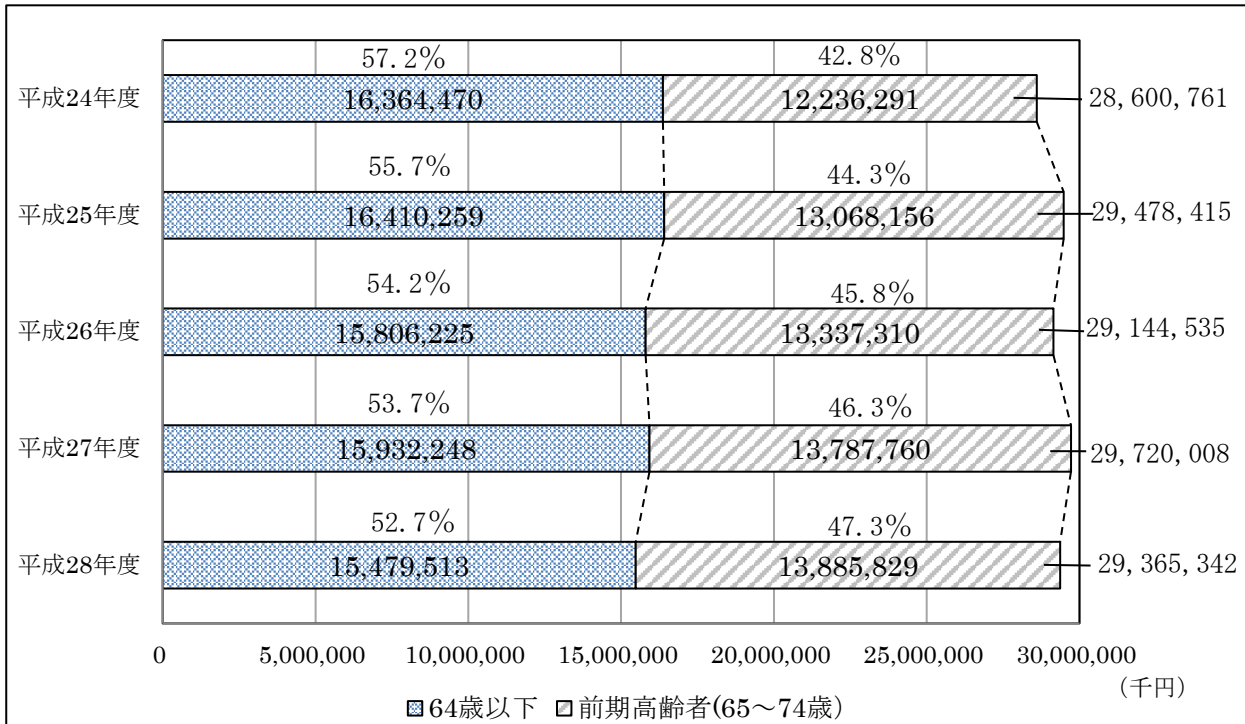 57.2% 42.8%
平成24年度 16,364,470 12,236,291 28,600,761
55.7% 44.3%
平成25年度 16,410,259 13,068,156 29,478,415
54.2% 45.8%
平成26年度 15,806,225 13,337,310 29,144,535
53.7% 46.3%
平成27年度 15,932,248 13,787,760 29,720,008
52.7% 47.3%
平成28年度 15,479,513 13,885,829 29,365,342
0 5,000,000 10,000,000 15,000,000 20,000,000 25,000,000 30,000,000
（千円）
64歳以下 前期高齢者(65～74歳）